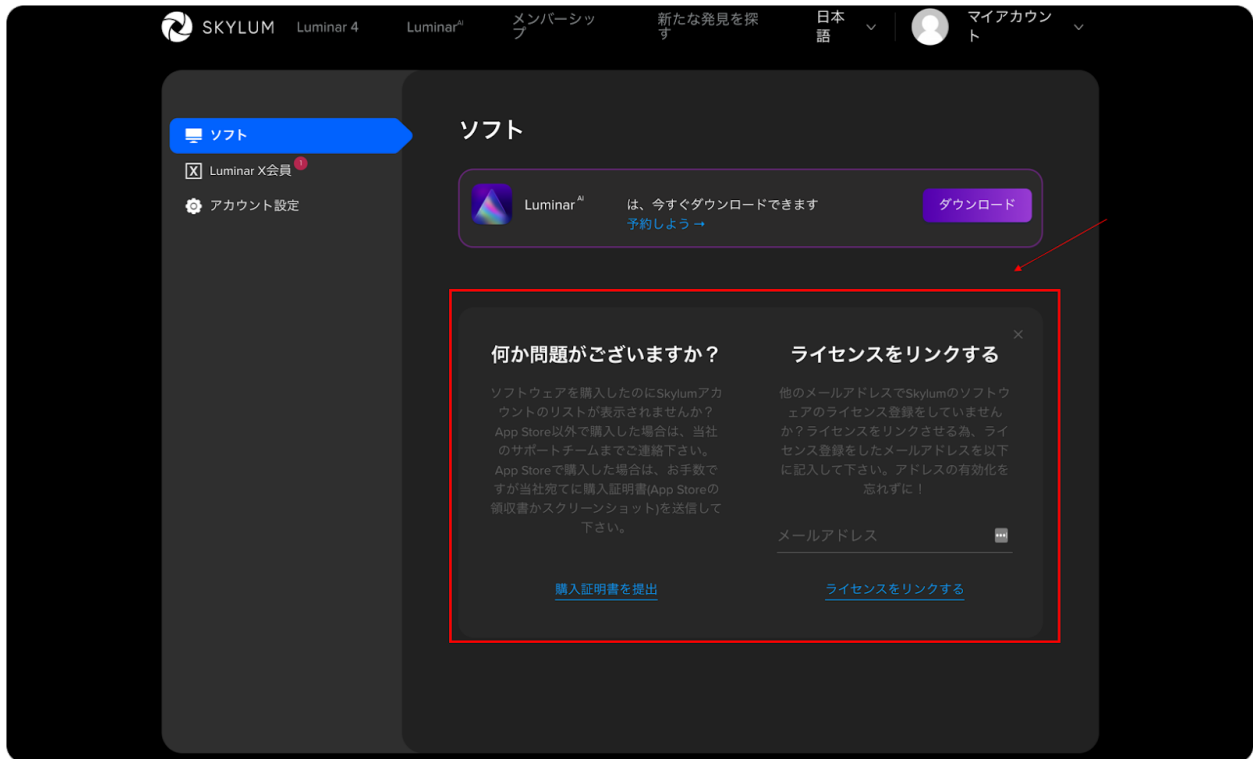 SKYLUM
Luminar 4
Luminar AI
メンバーシッ
プ
新たな発見を探
す
日本
語
マイアカウン
ト
ソフト
Luminar X会員
1
アカウント設定
ソフト
Luminar AI
は、今すぐダウンロードできます
予約しよう →
ダウンロード
何か問題がございますか？
ソフトウェアを購入したのにSkylumアカ
ウントのリストが表示されませんか？
App Store以外で購入した場合は、当社
のサポートチームまでご連絡下さい。
App Storeで購入した場合は、お手数で
すが当社宛てに購入証明書(App Storeの
領収書かスクリーンショット)を送信して
下さい。
購入証明書を提出
ライセンスをリンクする
他のメールアドレスでSkylumのソフトウ
ェアのライセンス登録をしていません
か？ライセンスをリンクさせる為、ライ
センス登録をしたメールアドレスを以下
に記入して下さい。アドレスの有効化を
忘れずに！
メールアドレス
ライセンスをリンクする